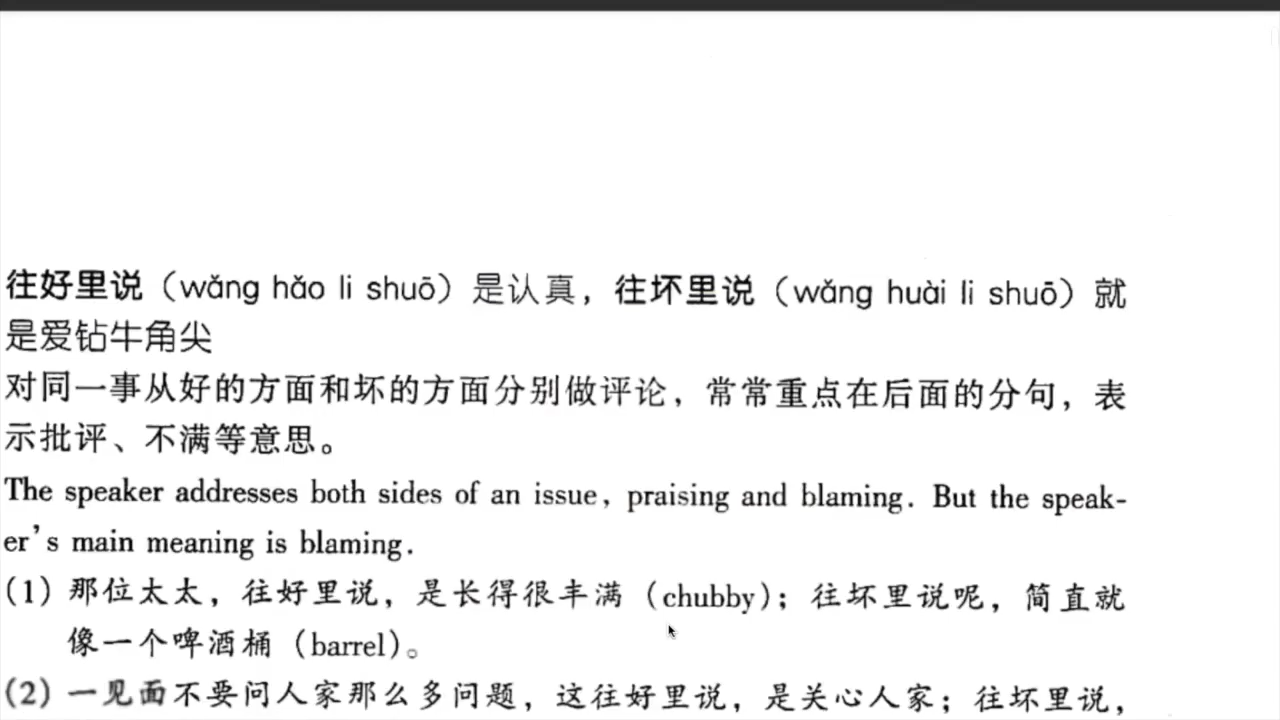 往好里说（wǎng hǎo li shuō）是认真，往坏里说（wǎng huài li shuō）就
是爱钻牛角尖
对同一事从好的方面和坏的方面分别做评论，常常重点在后面的分句，表
示批评、不满等意思。
The speaker addresses both sides of an issue, praising and blaming. But the speak-
er's main meaning is blaming.
(1) 那位太太，往好里说，是长得很丰满（chubby）；往坏里说呢，简直就
像一个啤酒桶（barrel）。
(2) 一见面不要问人家那么多问题，这往好里说，是关心人家；往坏里说，